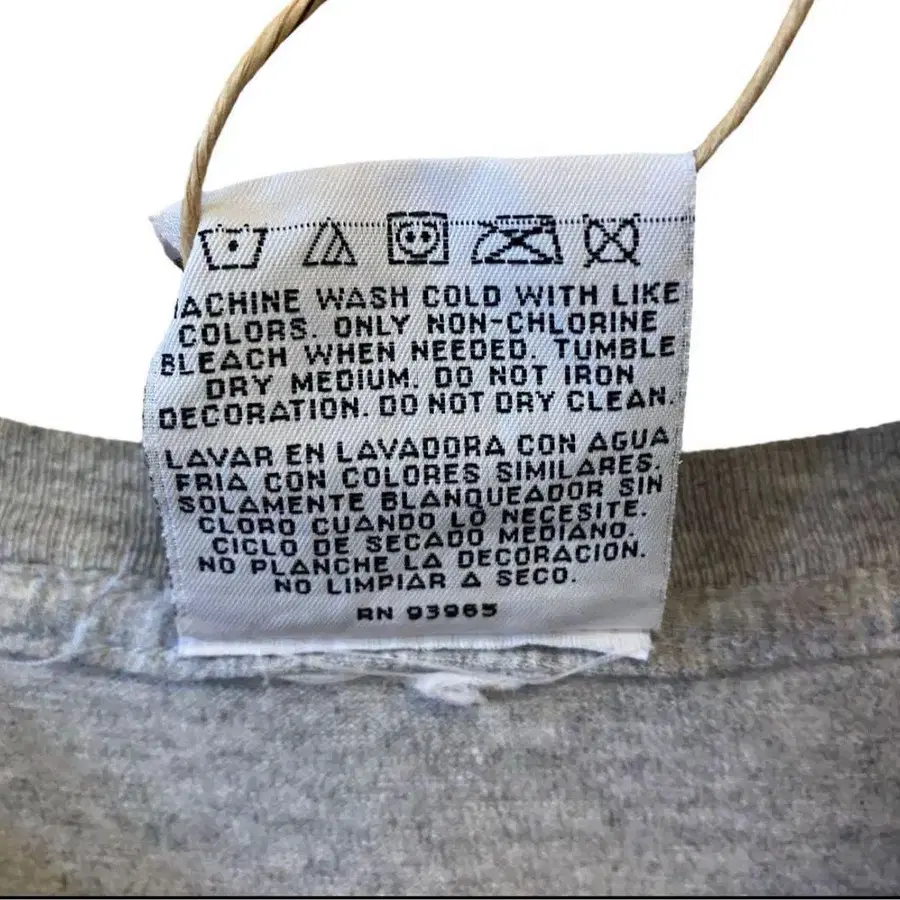 MACHINE WASH COLD WITH LIKE
COLORS. ONLY NON-CHLORINE
BLEACH WHEN NEEDED. TUMBLE
DRY MEDIUM. DO NOT IRON
DECORATION. DO NOT DRY CLEAN.
LAVAR EN LAVADORA CON AGUA
FRIA CON COLORES SIMILARES.
SOLAMENTE BLANQUEADOR SIN
CLORO CUANDO LO NECESITE.
CICLO DE SECADO MEDIANO.
NO PLANCHE LA DECORACION.
NO LIMPIAR A SECO.
RN 93965